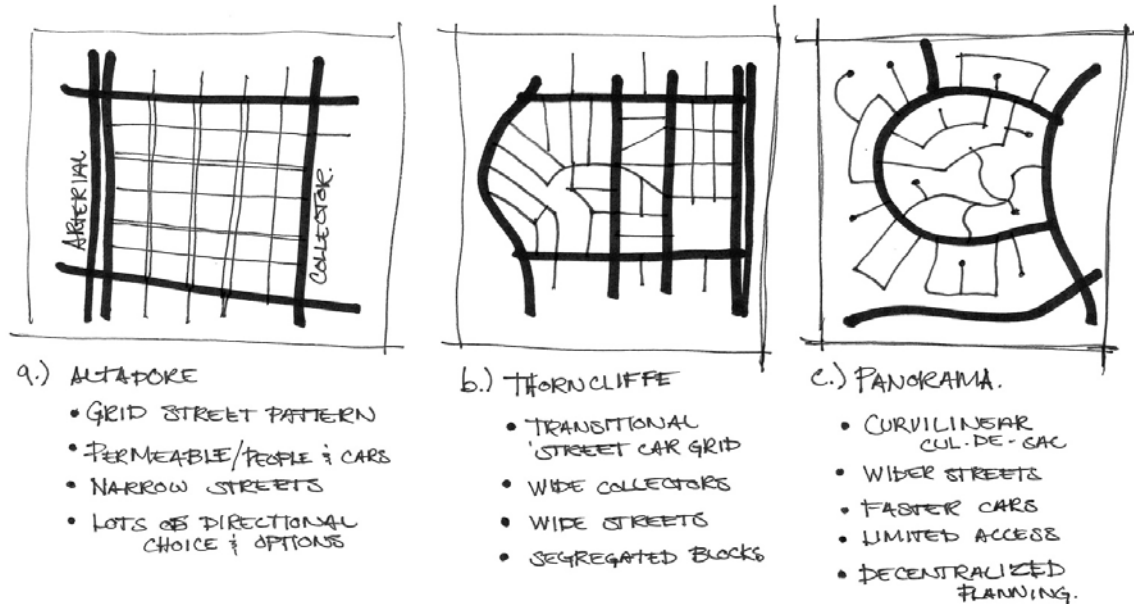 ARTERIAL
COLLECTOR.
a.) ALTADORE
• GRID STREET PATTERN
• PERMEABLE/PEOPLE & CARS
• NARROW STREETS
• LOTS OF DIRECTIONAL
CHOICE & OPTIONS
b.) THORNCLIFFE
• TRANSITIONAL
STREET CAR GRID
• WIDE COLLECTORS
• WIDE STREETS
• SEGREGATED BLOCKS
c.) PANORAMA.
• CURVILINEAR
CUL-DE-SAC
• WIDER STREETS
• FASTER CARS
• LIMITED ACCESS
• DECENTRALIZED
PLANNING.